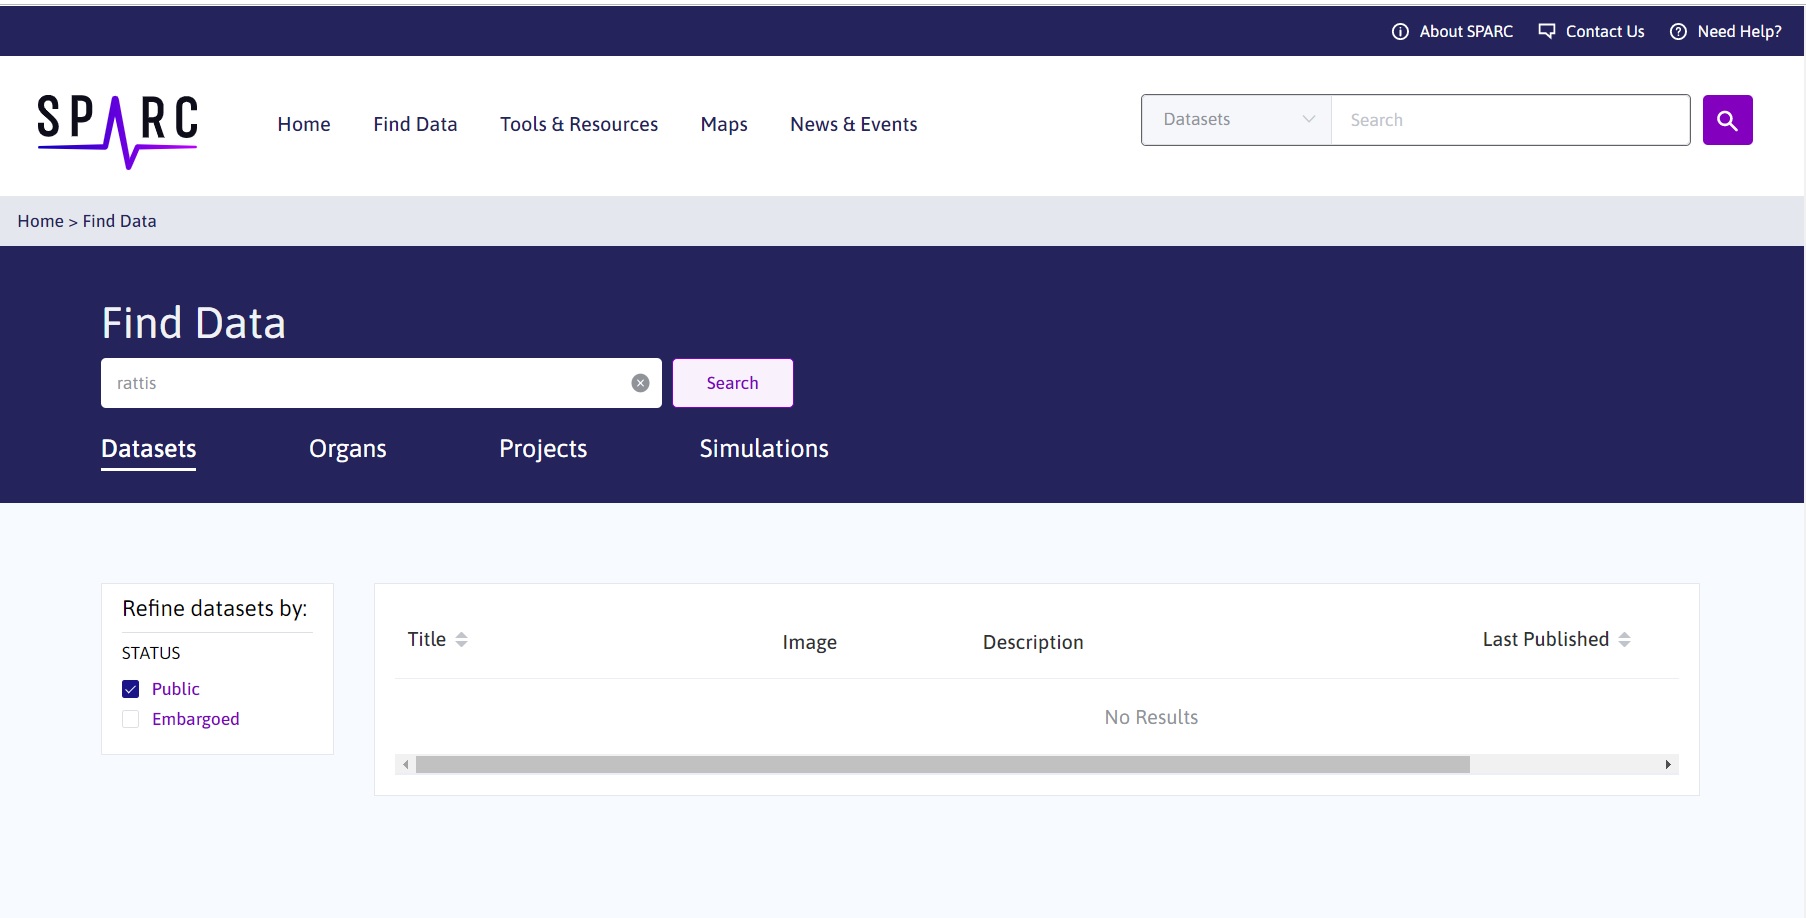 About SPARC Contact Us Need Help?
SPARC
Home Find Data Tools & Resources Maps News & Events
Datasets Search
Home > Find Data
Find Data
rattis
Search
Datasets Organs Projects Simulations
Refine datasets by:
STATUS
Public
Embargoed
Title Image Description Last Published
No Results